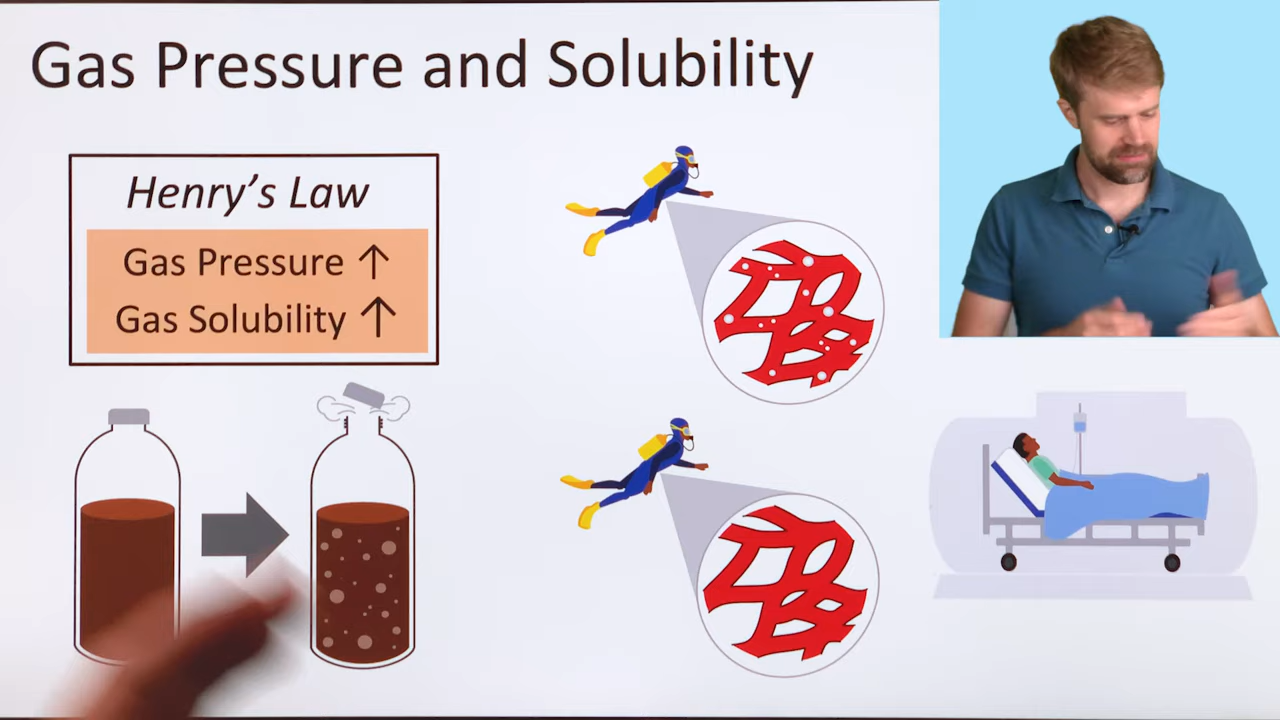 Gas Pressure and Solubility
Henry's Law
Gas Pressure ↑
Gas Solubility ↑